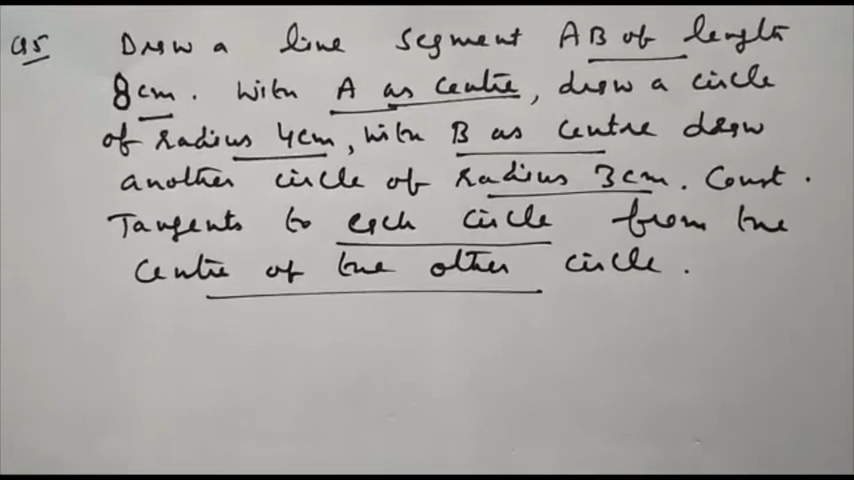 Q5 Draw a line segment AB of length
8cm. With A as centre, draw a circle
of radius 4cm, with B as centre draw
another circle of radius 3cm. Const.
Tangents to each circle from the
centre of the other circle.